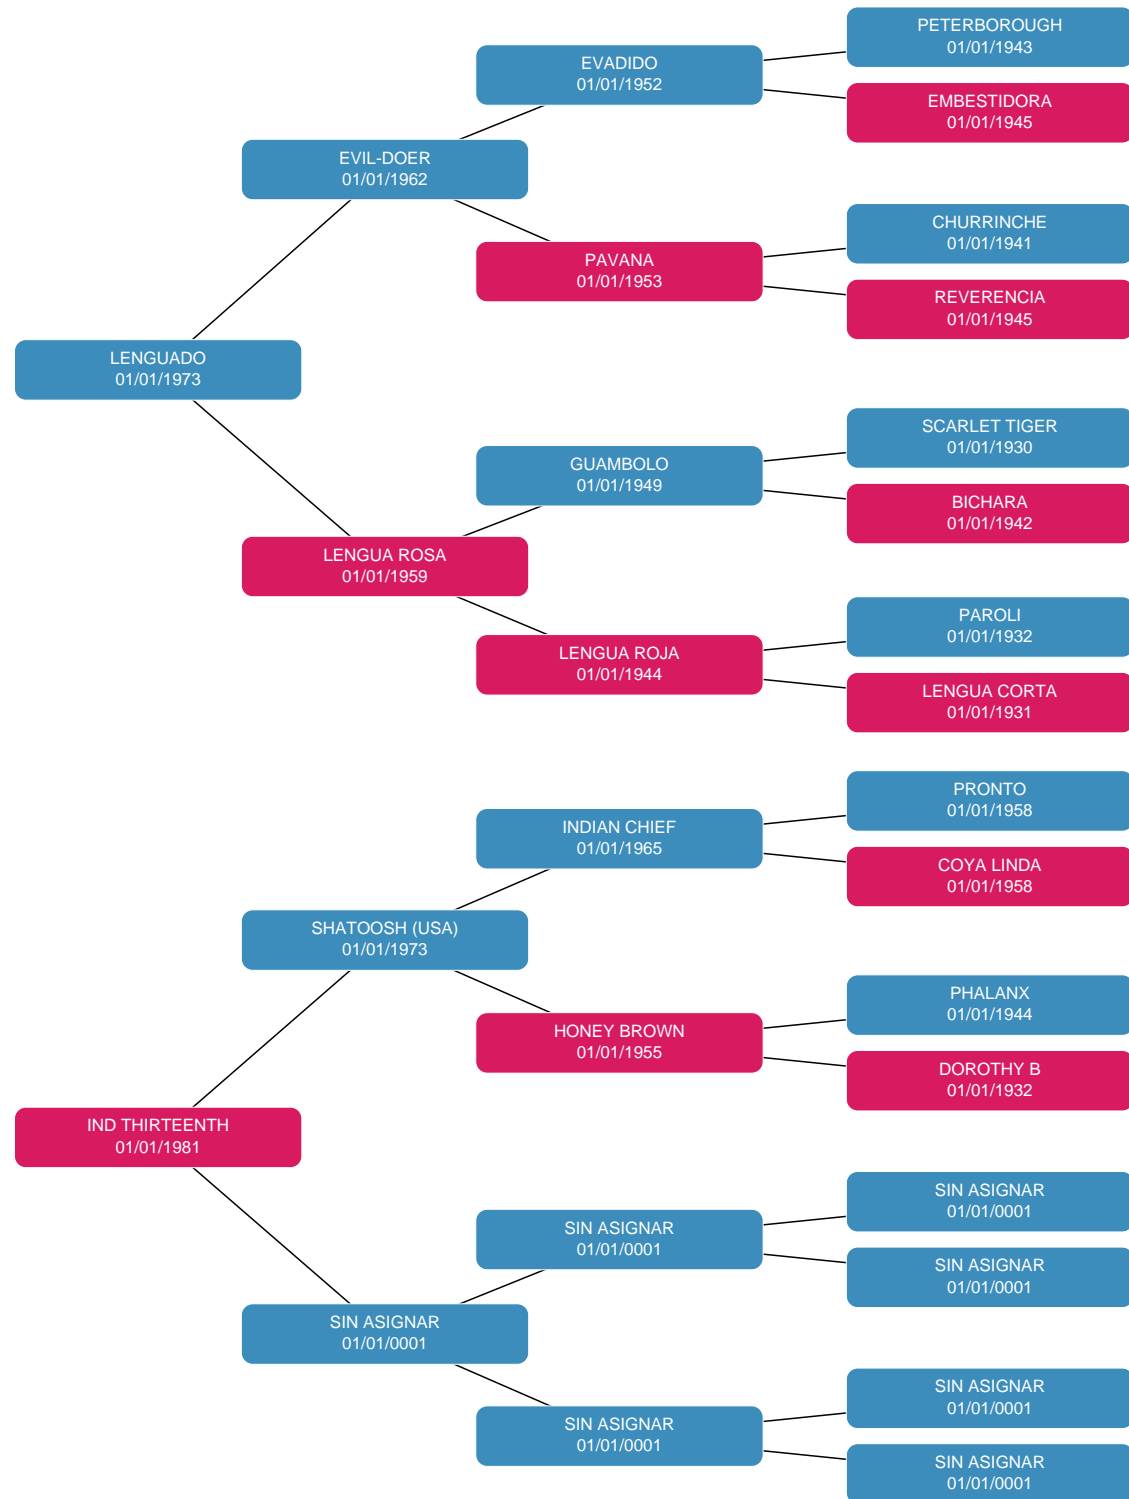 PETERBOROUGH
01/01/1943
EVADIDO
01/01/1952
EMBESTIDORA
01/01/1945
EVIL-DOER
01/01/1962
CHURRINCHE
01/01/1941
PAVANA
01/01/1953
REVERENCIA
01/01/1945
LENGUADO
01/01/1973
SCARLET TIGER
01/01/1930
GUAMBOLO
01/01/1949
BICHARA
01/01/1942
LENGUA ROSA
01/01/1959
PAROLI
01/01/1932
LENGUA ROJA
01/01/1944
LENGUA CORTA
01/01/1931
PRONTO
01/01/1958
INDIAN CHIEF
01/01/1965
COYA LINDA
01/01/1958
SHATOOSH (USA)
01/01/1973
PHALANX
01/01/1944
HONEY BROWN
01/01/1955
DOROTHY B
01/01/1932
IND THIRTEENTH
01/01/1981
SIN ASIGNAR
01/01/0001
SIN ASIGNAR
01/01/0001
SIN ASIGNAR
01/01/0001
SIN ASIGNAR
01/01/0001
SIN ASIGNAR
01/01/0001
SIN ASIGNAR
01/01/0001
SIN ASIGNAR
01/01/0001